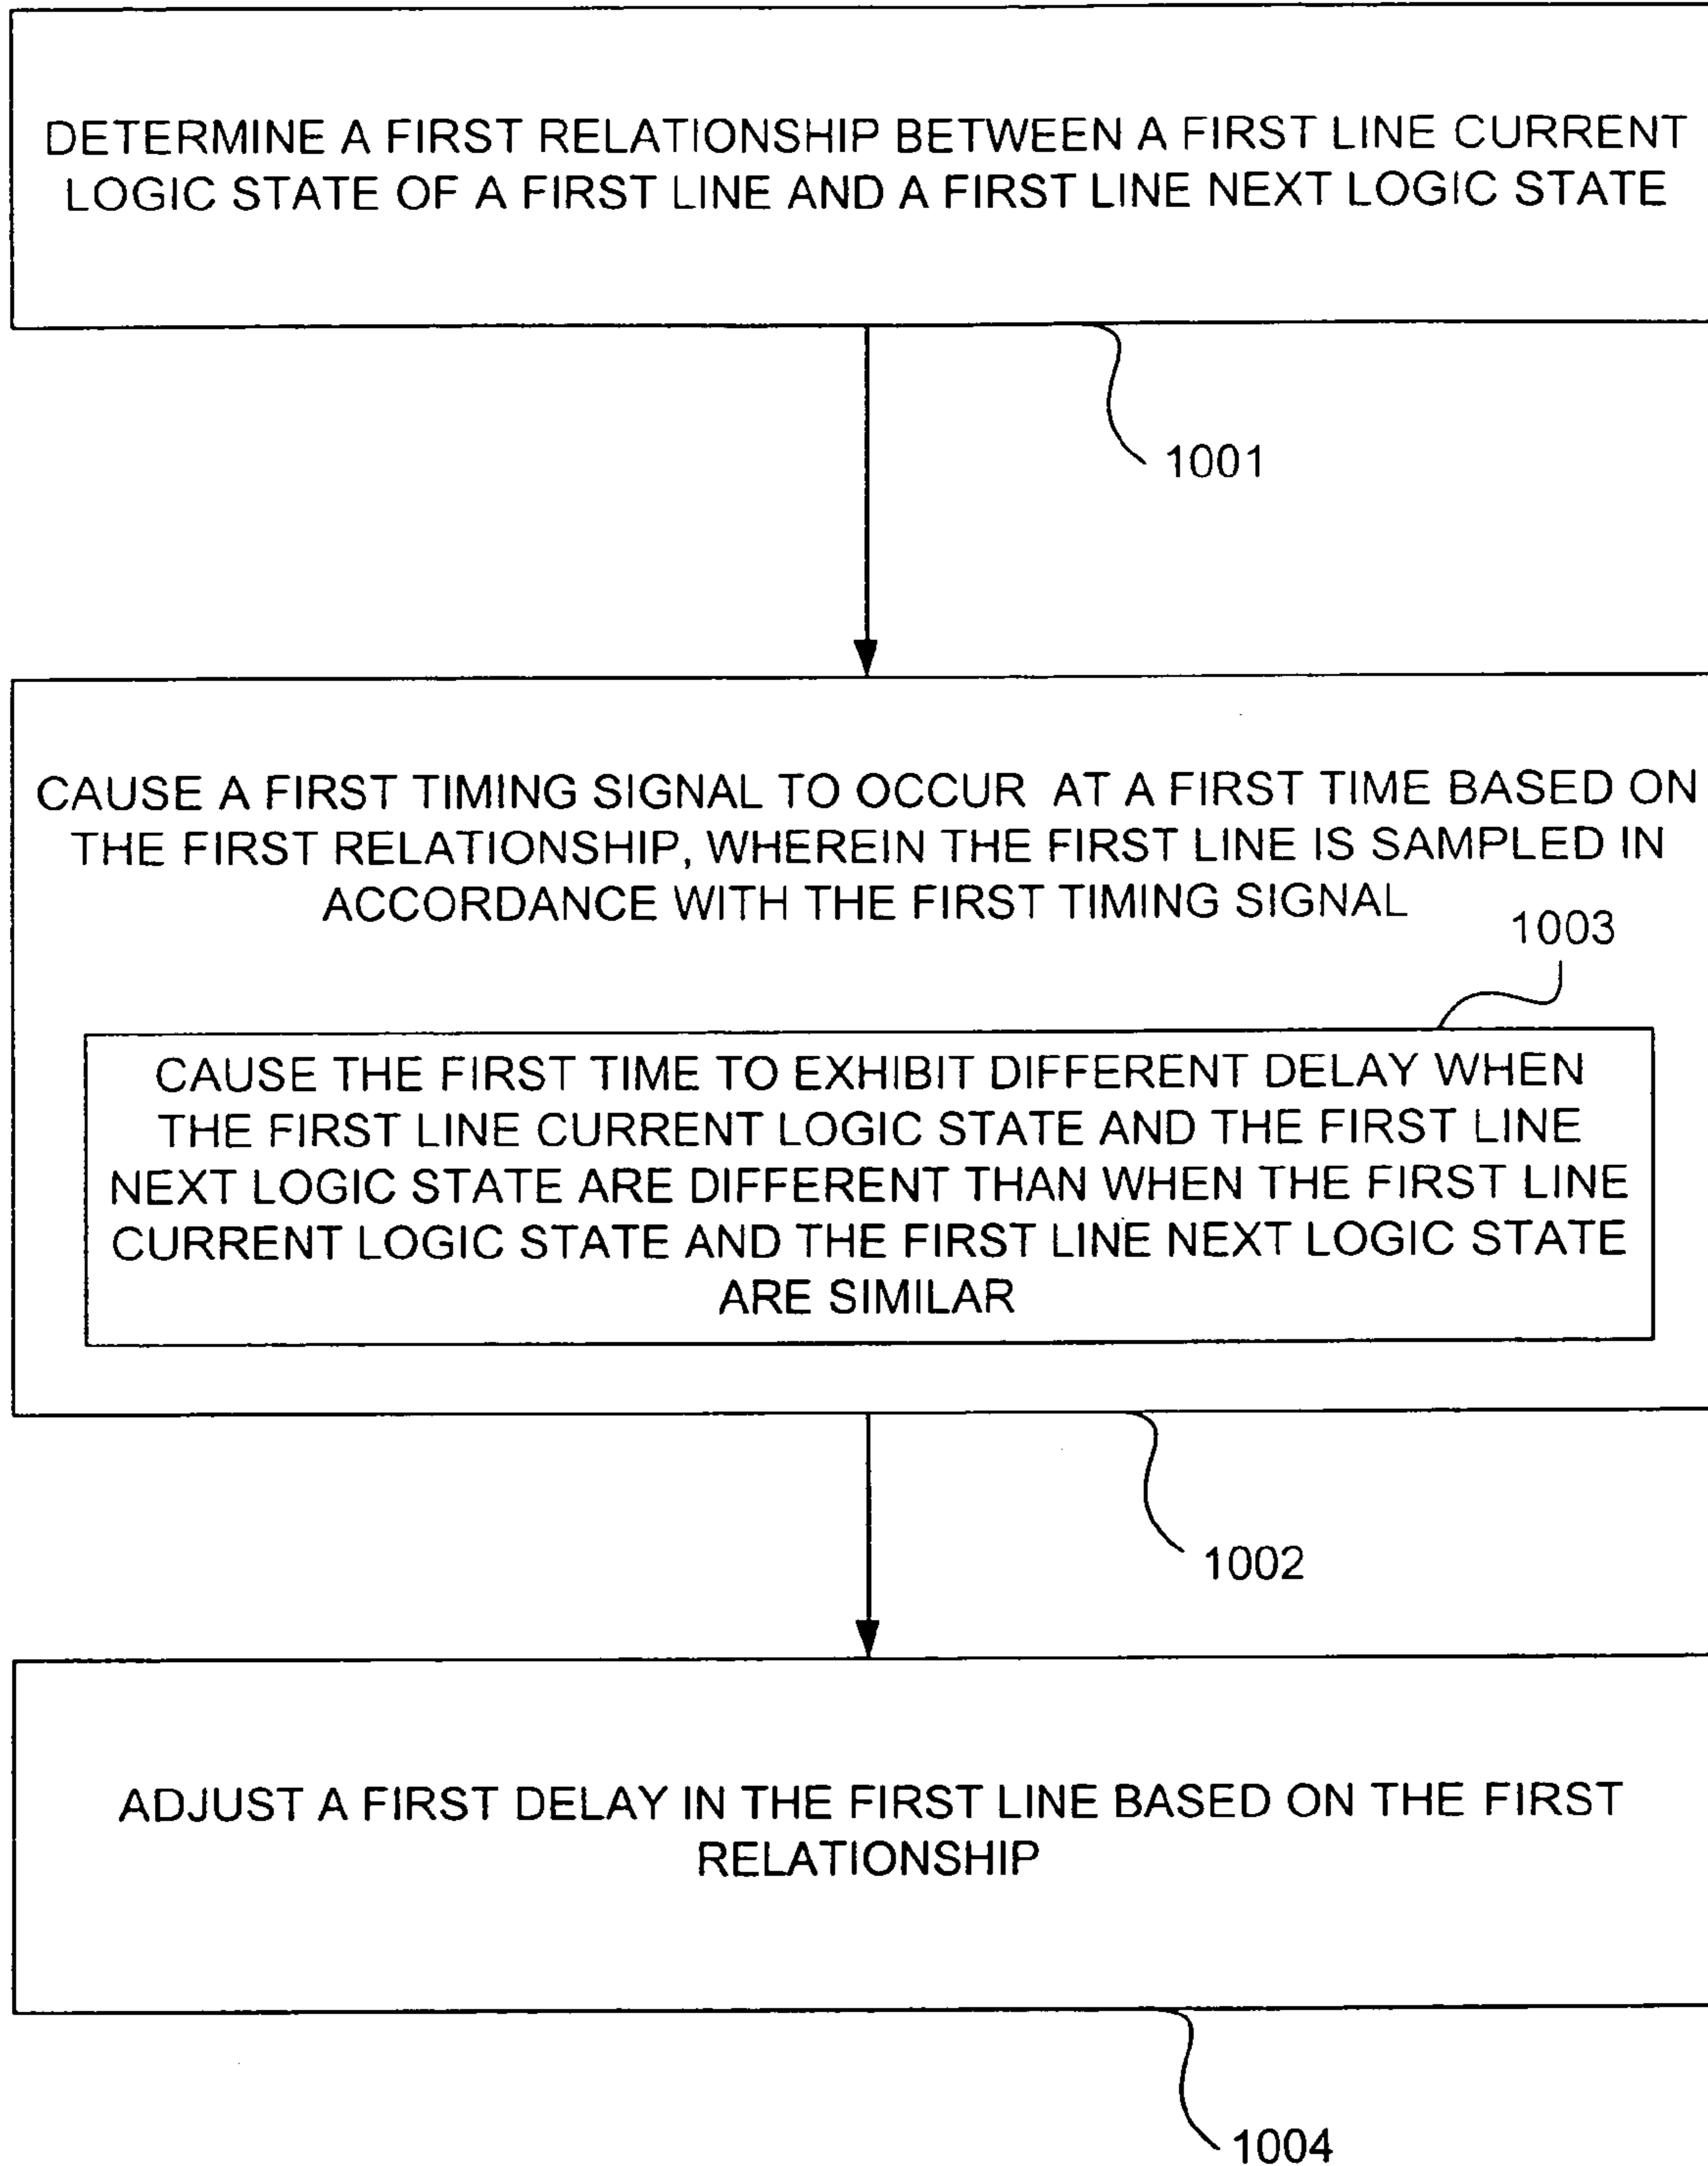 DETERMINE A FIRST RELATIONSHIP BETWEEN A FIRST LINE CURRENT
LOGIC STATE OF A FIRST LINE AND A FIRST LINE NEXT LOGIC STATE
1001
CAUSE A FIRST TIMING SIGNAL TO OCCUR AT A FIRST TIME BASED ON
THE FIRST RELATIONSHIP, WHEREIN THE FIRST LINE IS SAMPLED IN
ACCORDANCE WITH THE FIRST TIMING SIGNAL
1003
CAUSE THE FIRST TIME TO EXHIBIT DIFFERENT DELAY WHEN
THE FIRST LINE CURRENT LOGIC STATE AND THE FIRST LINE
NEXT LOGIC STATE ARE DIFFERENT THAN WHEN THE FIRST LINE
CURRENT LOGIC STATE AND THE FIRST LINE NEXT LOGIC STATE
ARE SIMILAR
1002
ADJUST A FIRST DELAY IN THE FIRST LINE BASED ON THE FIRST
RELATIONSHIP
1004